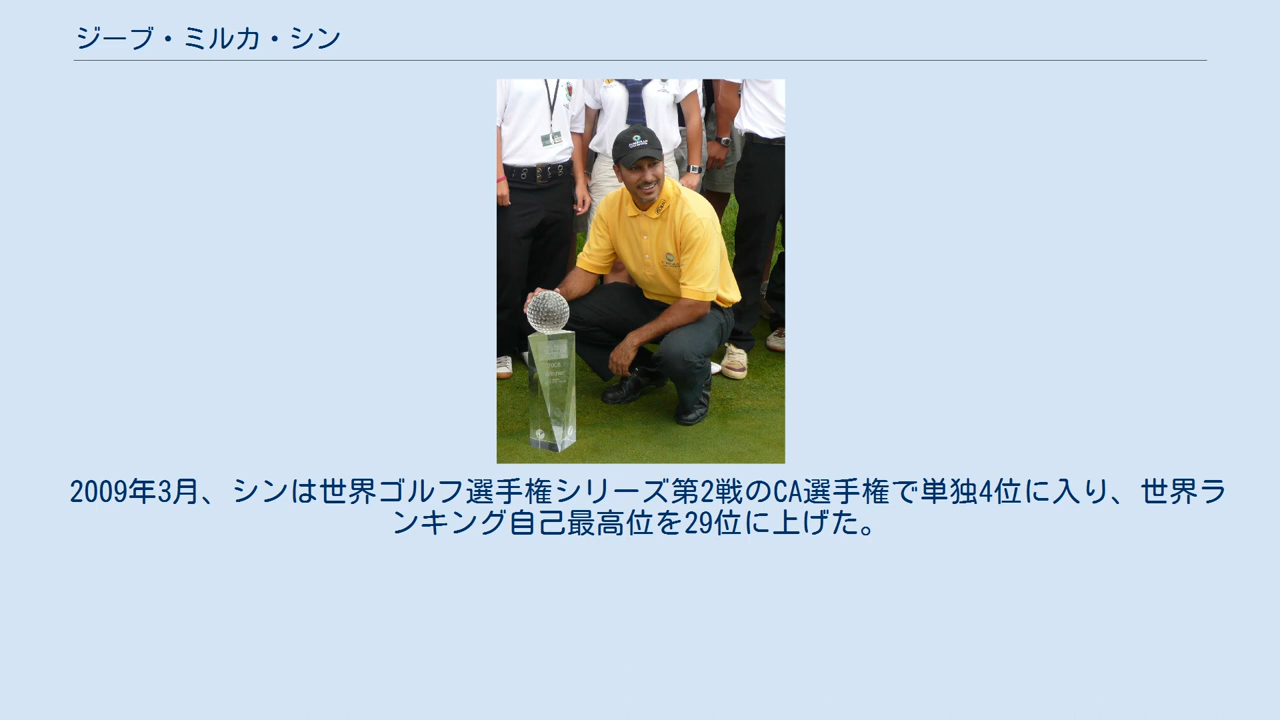 ジーブ・ミルカ・シン
2009年3月、シンは世界ゴルフ選手権シリーズ第2戦のCA選手権で単独4位に入り、世界ラ
ンキング自己最高位を29位に上げた。